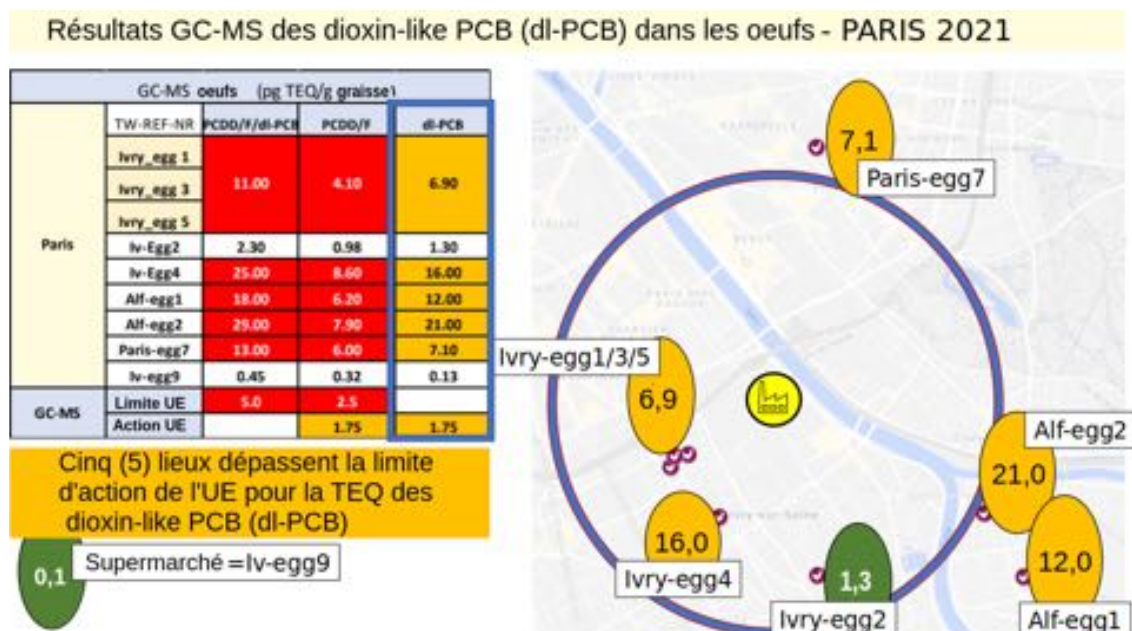 Résultats GC-MS des dioxin-like PCB (dl-PCB) dans les oeufs - PARIS 2021
GC-MS oeufs (pg TEQ/g graisse)
TW-REF-NR PCDD/F/dl-PCB PCDD/F dl-PCB
Paris
Ivry_egg 1
Ivry_egg 3 11.00 4.10 6.90
Ivry_egg 5
Iv-Egg2 2.30 0.98 1.30
Iv-Egg4 25.00 8.60 16.00
Alf-egg1 18.00 6.20 12.00
Alf-egg2 29.00 7.90 21.00
Paris-egg7 13.00 6.00 7.10
Iv-egg9 0.45 0.32 0.13
GC-MS
Limite UE 5.0 2.5
Action UE 1.75 1.75
Cinq (5) lieux dépassent la limite
d'action de l'UE pour la TEQ des
dioxin-like PCB (dl-PCB)
0,1
Supermarché = Iv-egg9
7,1
Paris-egg7
Ivry-egg1/3/5
6,9
Alf-egg2
21,0
16,0
Ivry-egg4
1,3
Ivry-egg2
12,0
Alf-egg1